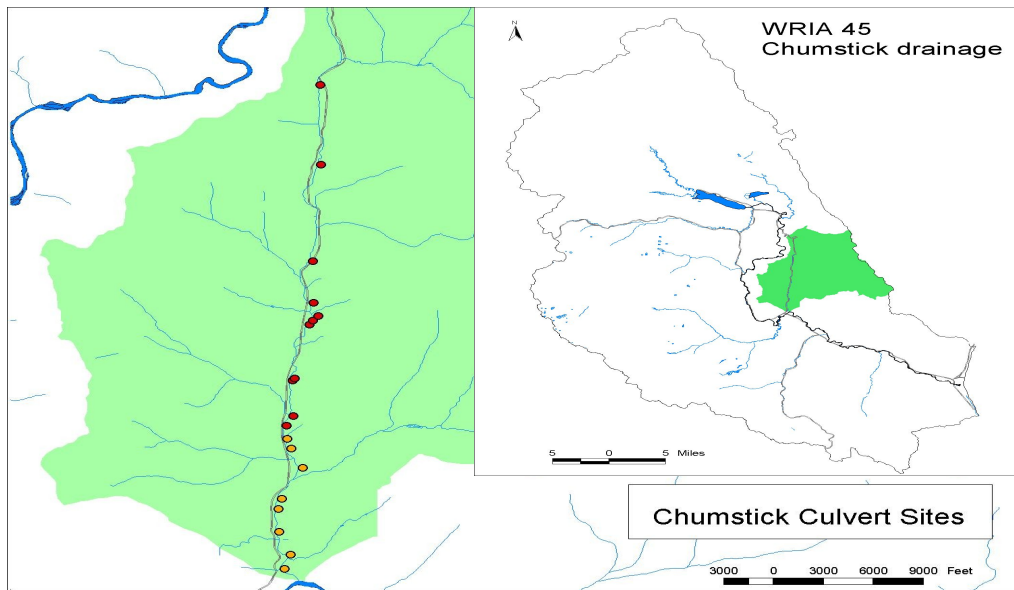 N
WRIA 45
Chumstick drainage
5 0 5 Miles
Chumstick Culvert Sites
3000 0 3000 6000 9000 Feet